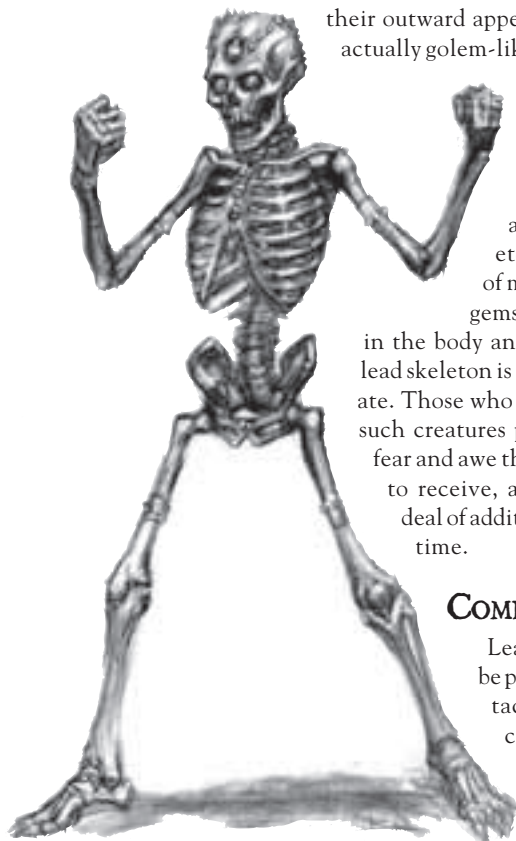 their outward appe
actually golem-lik
a
et
of m
gems
in the body an
lead skeleton is
ate. Those who
such creatures p
fear and awe th
to receive, a
deal of addit
time.
COM
Lea
be p
tac
c